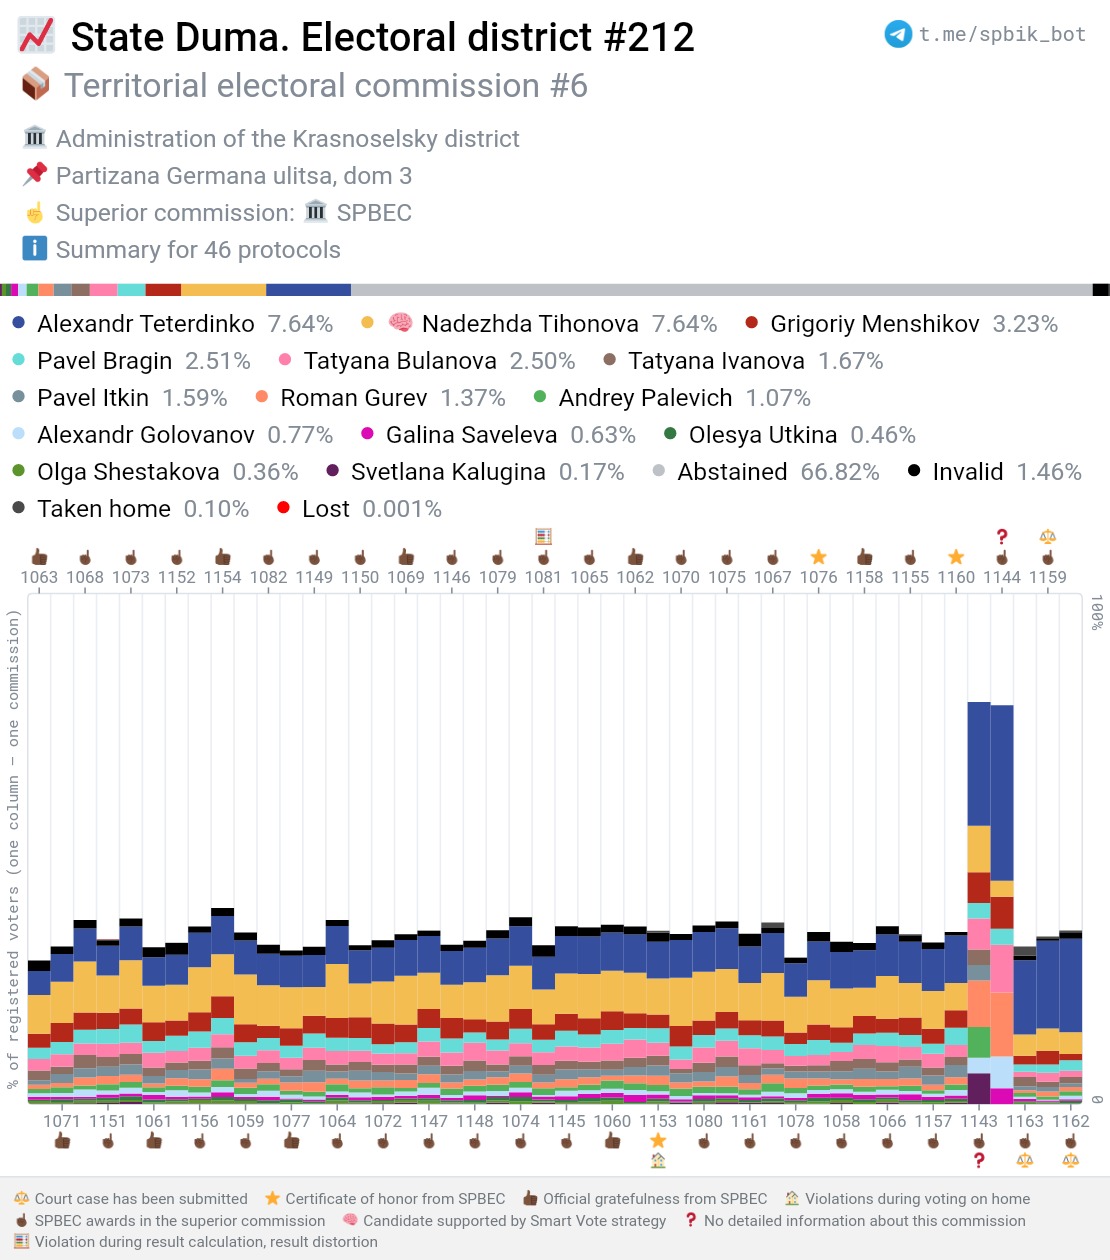 State Duma. Electoral district #212
t.me/spbik_bot
Territorial electoral commission #6
Administration of the Krasnoselsky district
Partizana Germana ulitsa, dom 3
Superior commission: SPBEC
Summary for 46 protocols
Alexandr Teterdinko 7.64% Nadezhda Tihonova 7.64% Grigoriy Menshikov 3.23%
Pavel Bragin 2.51% Tatyana Bulanova 2.50% Tatyana Ivanova 1.67%
Pavel Itkin 1.59% Roman Gurev 1.37% Andrey Palevich 1.07%
Alexandr Golovanov 0.77% Galina Saveleva 0.63% Olesya Utkina 0.46%
Olga Shestakova 0.36% Svetlana Kalugina 0.17% Abstained 66.82% Invalid 1.46%
Taken home 0.10% Lost 0.001%
1063 1068 1073 1152 1154 1082 1149 1150 1069 1146 1079 1081 1065 1062 1070 1075 1067 1076 1158 1155 1160 1144 1159
% of registered voters (one column – one commission)
100%
0
1071 1151 1061 1156 1059 1077 1064 1072 1147 1148 1074 1145 1060 1153 1080 1161 1078 1058 1066 1157 1143 1163 1162
Court case has been submitted Certificate of honor from SPBEC Official gratefulness from SPBEC Violations during voting on home
SPBEC awards in the superior commission Candidate supported by Smart Vote strategy No detailed information about this commission
Violation during result calculation, result distortion